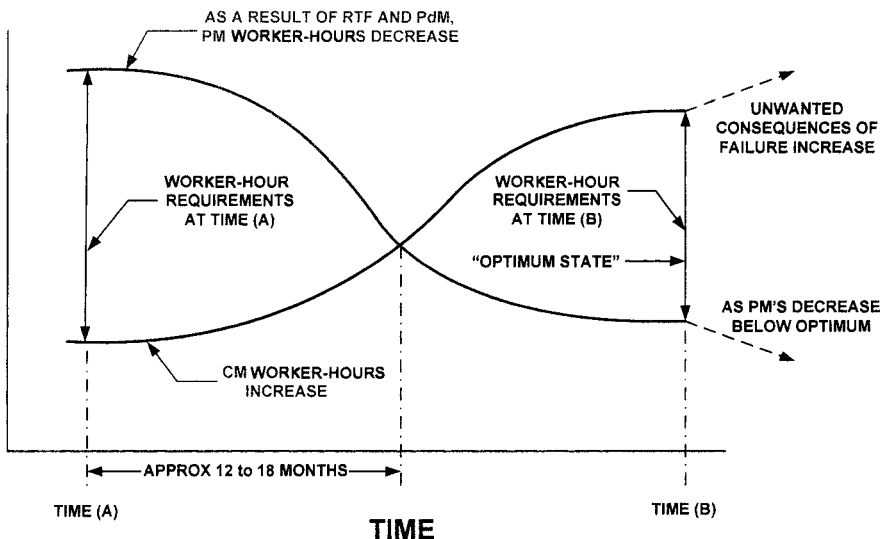 AS A RESULT OF RTF AND PdM,
PM WORKER-HOURS DECREASE
UNWANTED
CONSEQUENCES OF
FAILURE INCREASE
WORKER-HOUR
REQUIREMENTS
AT TIME (A)
WORKER-HOUR
REQUIREMENTS
AT TIME (B)
“OPTIMUM STATE”
AS PM'S DECREASE
BELOW OPTIMUM
CM WORKER-HOURS
INCREASE
APPROX 12 to 18 MONTHS
TIME (A)
TIME
TIME (B)